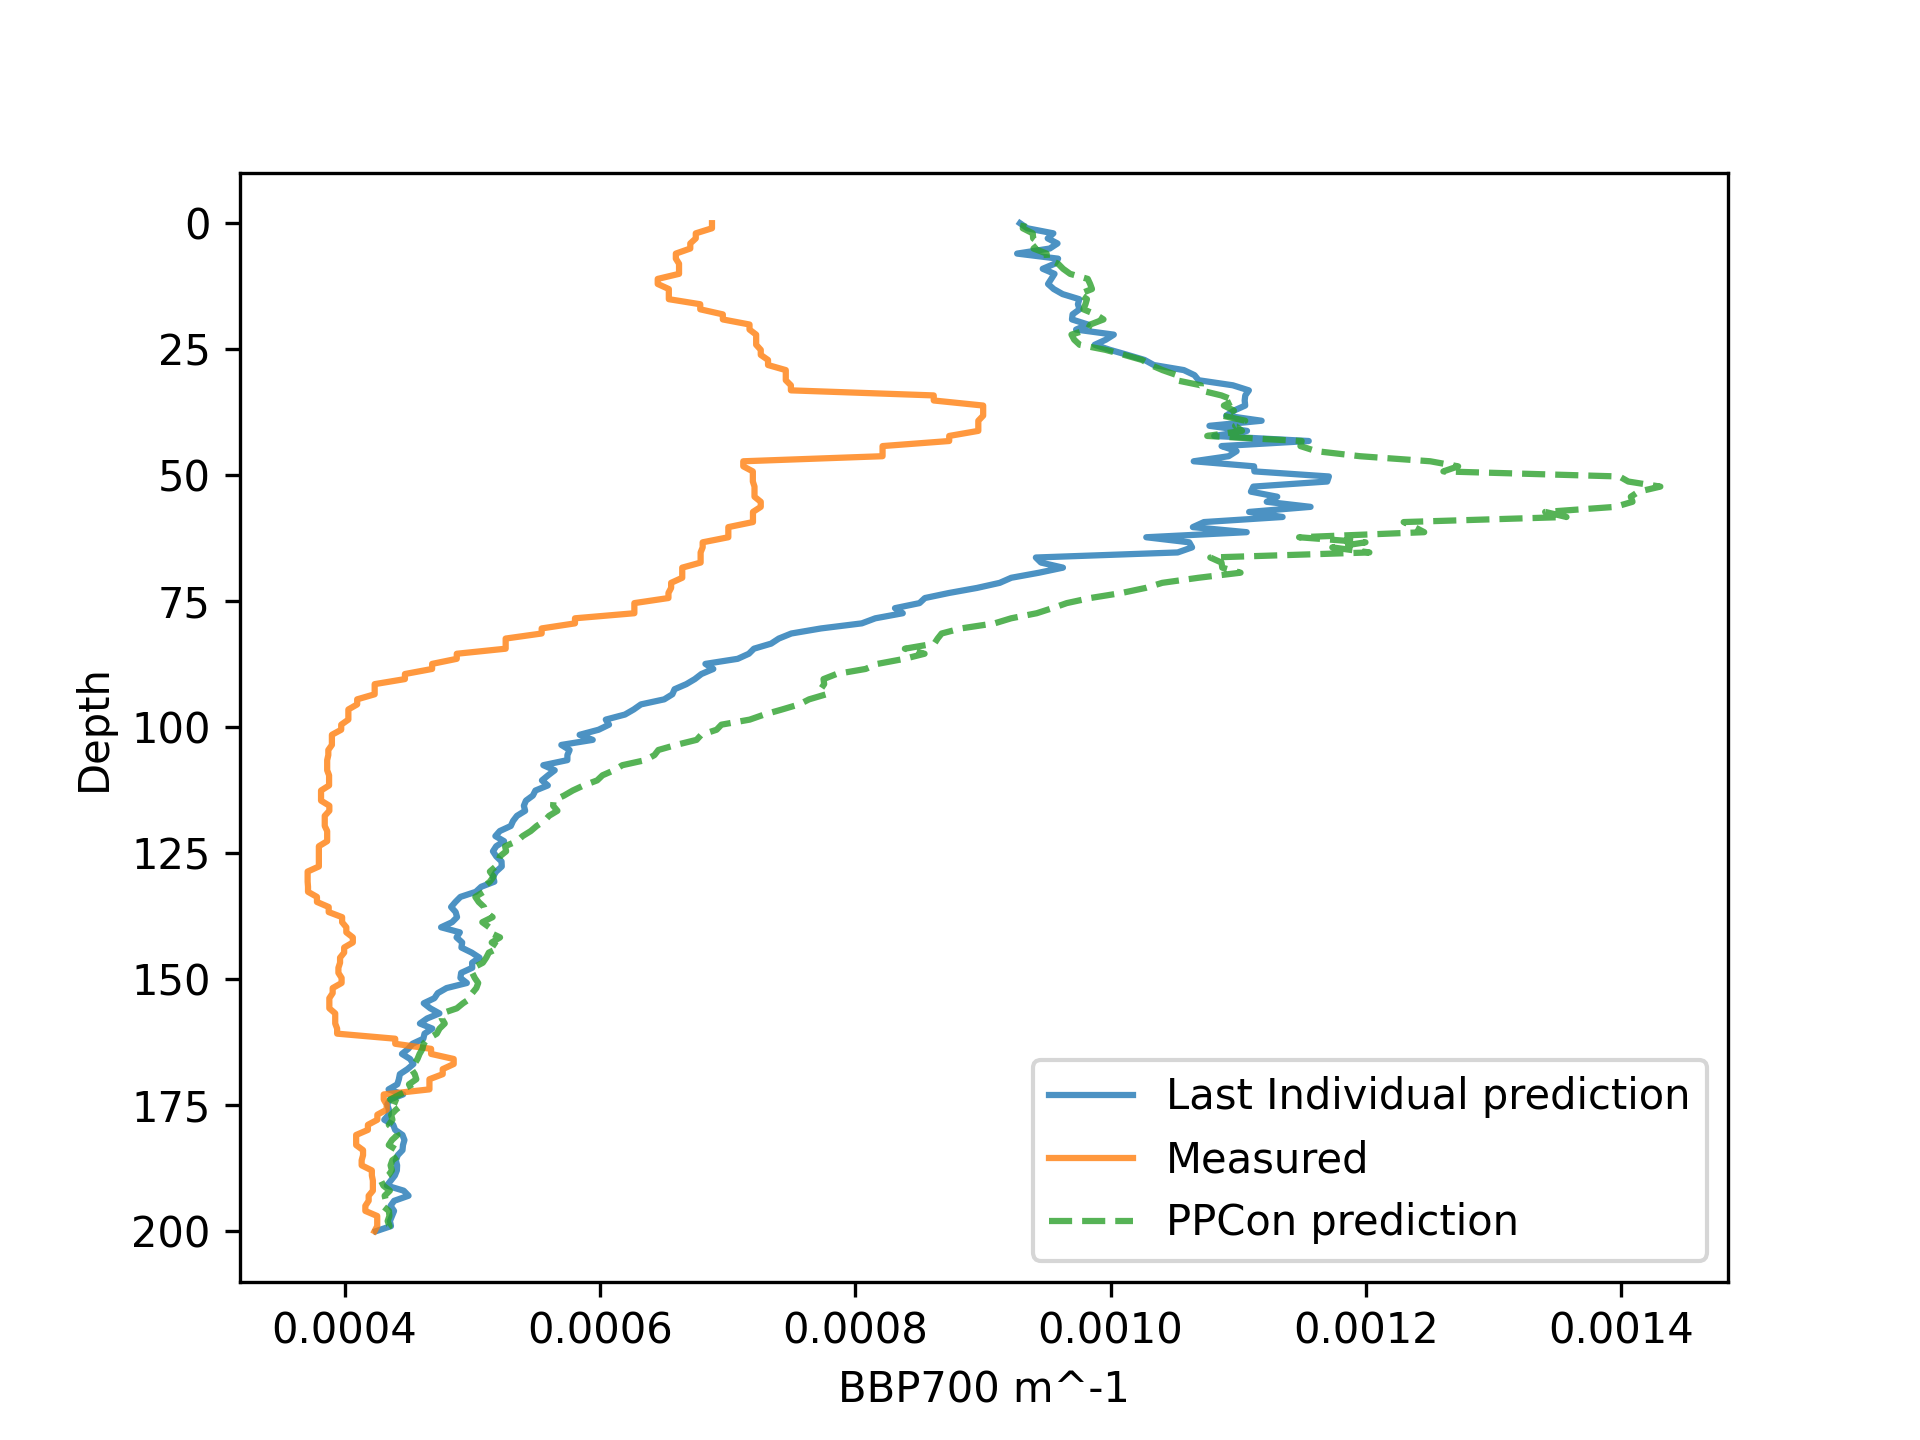 0
25
50
75
100
125
150
175
200
Depth
0.0004 0.0006 0.0008 0.0010 0.0012 0.0014
BBP700 m^-1
Last Individual prediction
Measured
PPCon prediction